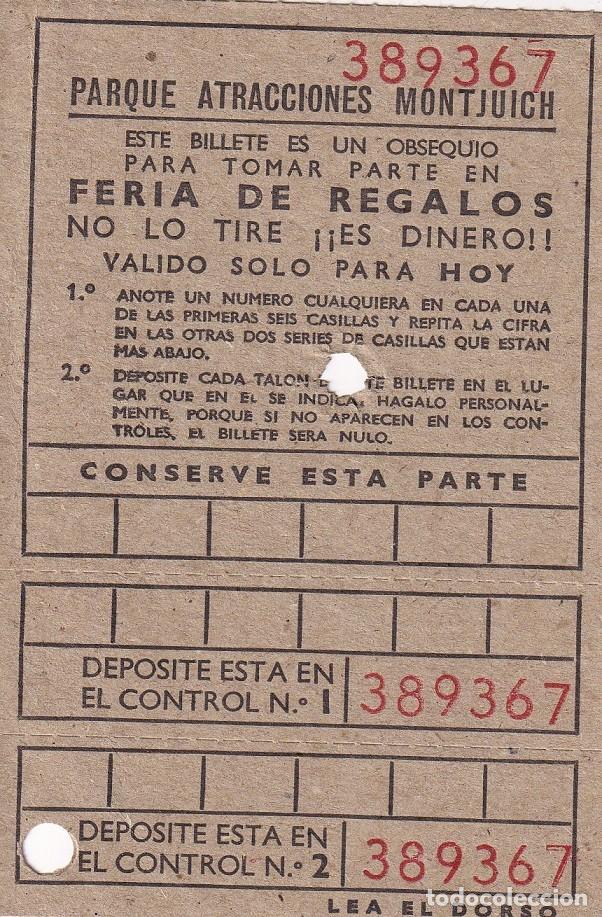 389367
PARQUE ATRACCIONES MONTJUICH
ESTE BILLETE ES UN OBSEQUIO
PARA TOMAR PARTE EN
FERIA DE REGALOS
NO LO TIRE ¡¡ES DINERO!!
VALIDO SOLO PARA HOY
1.º ANOTE UN NUMERO CUALQUIERA EN CADA UNA
DE LAS PRIMERAS SEIS CASILLAS Y REPITA LA CIFRA
EN LAS OTRAS DOS SERIES DE CASILLAS QUE ESTAN
MAS ABAJO.
2.º DEPOSITE CADA TALON BILLETE EN EL LU-
GAR QUE EN EL SE INDICA. HAGALO PERSONAL-
MENTE, PORQUE SI NO APARECEN EN LOS CON-
TROLES, EL BILLETE SERA NULO.
CONSERVE ESTA PARTE
DEPOSITE ESTA EN
EL CONTROL N.º 1 389367
DEPOSITE ESTA EN
EL CONTROL N.º 2 389367
LEA EL DORSO
todocoleccion.net